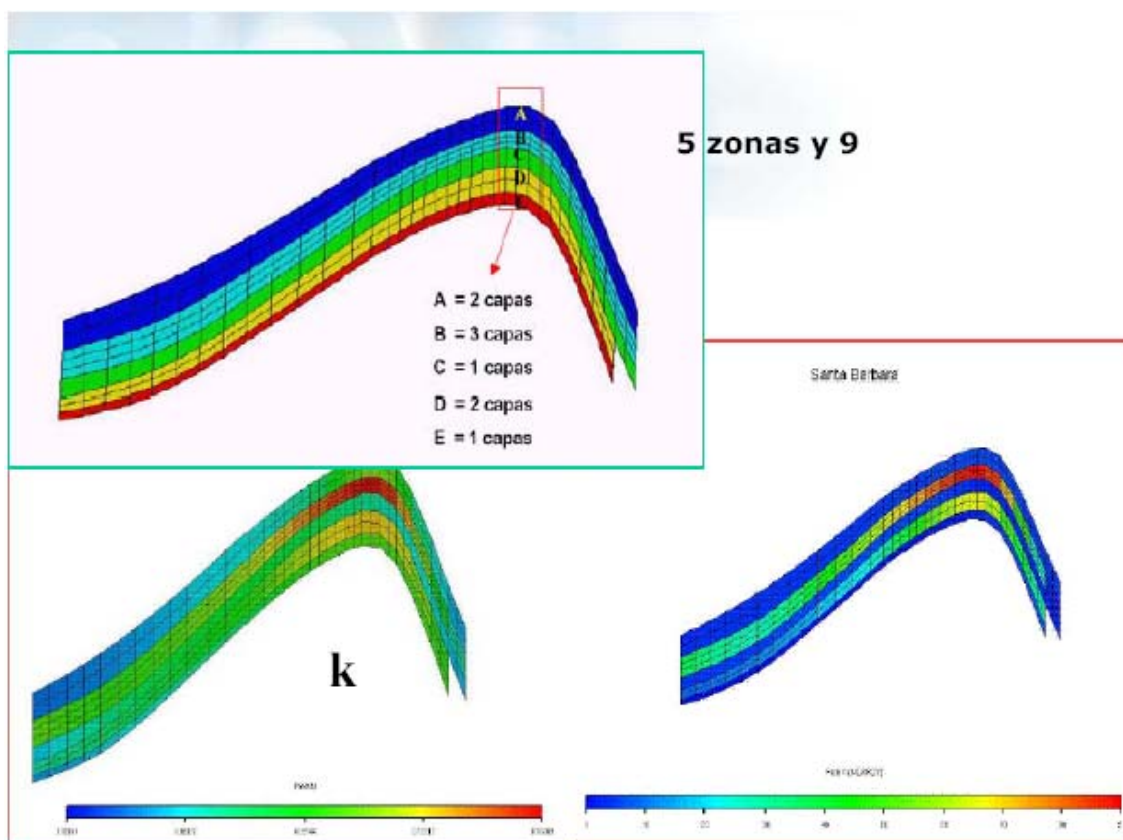 5 zonas y 9
A
B
C
D
E
A = 2 capas
B = 3 capas
C = 1 capas
D = 2 capas
E = 1 capas
Santa Barbara
k